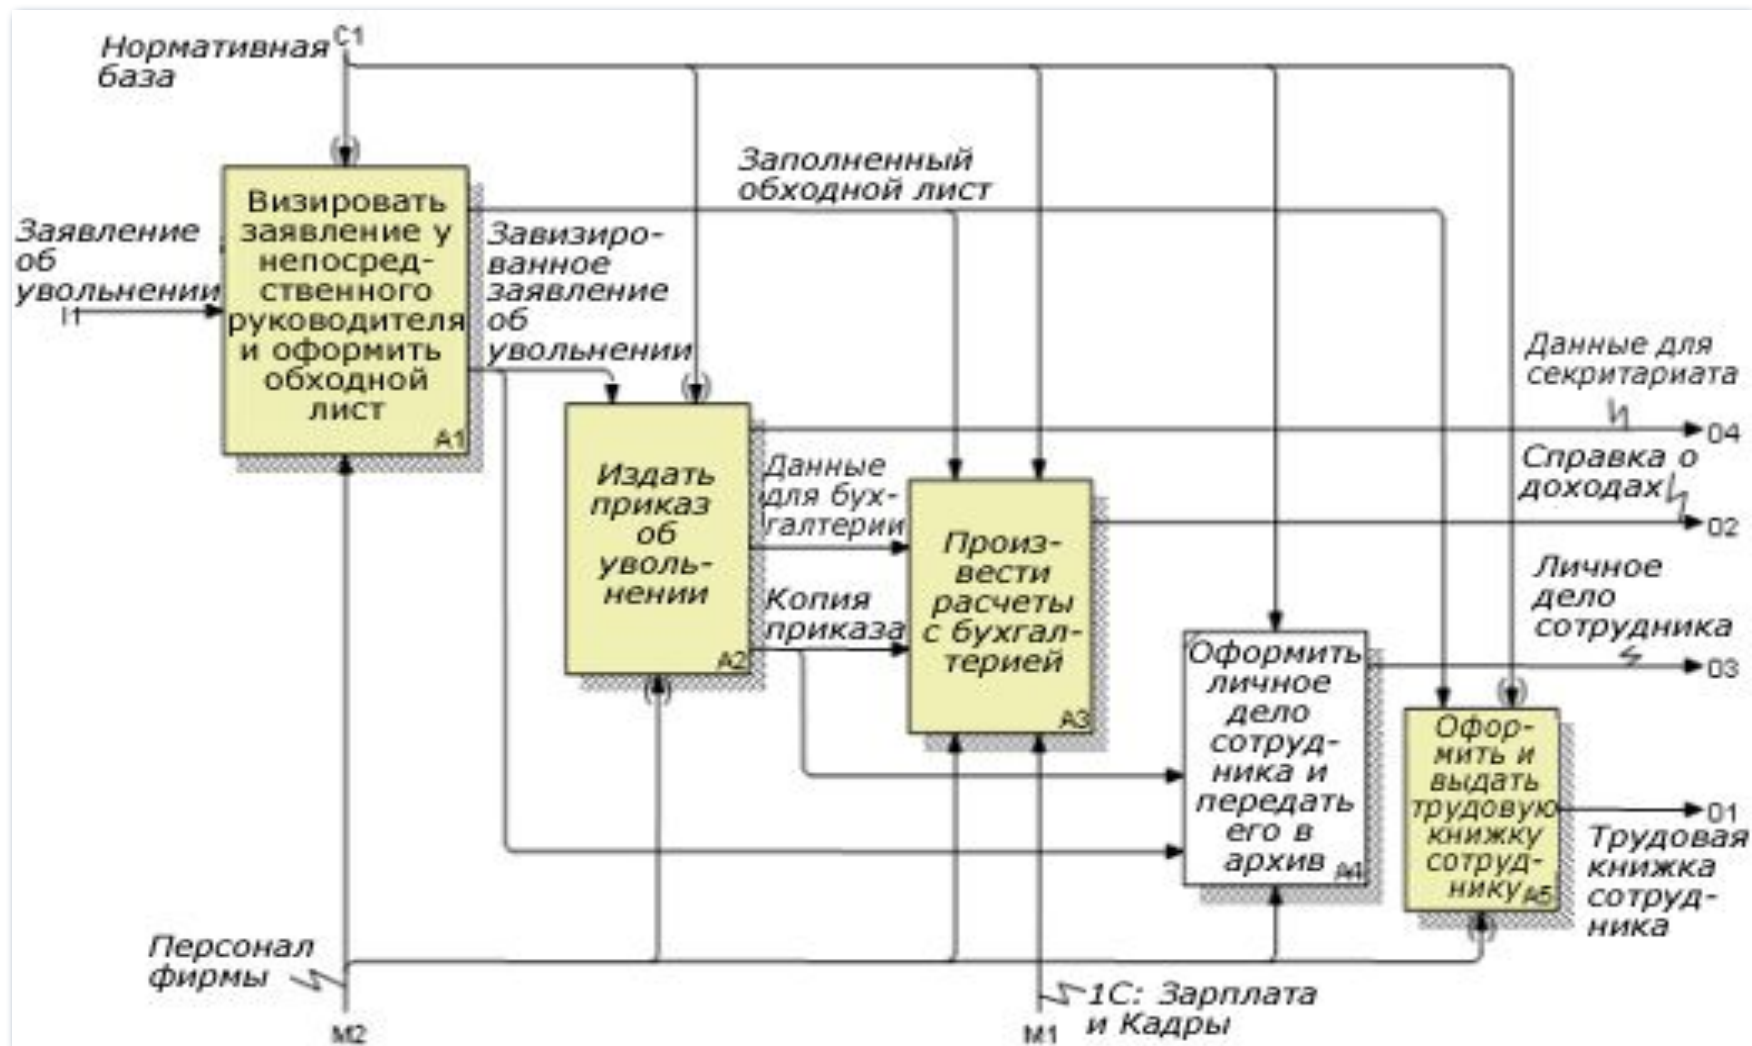 Нормативная
база
C1
Заявление
об
увольнении
I1
Визировать
заявление у
непосред-
ственного
руководителя
и оформить
обходной
лист
A1
Заполненный
обходной лист
Завизиро-
ванное
заявление
об
увольнении
Издать
приказ
об
уволь-
нении
A2
Данные
для бух-
галтерии
Копия
приказа
Произ-
вести
расчеты
с бухгал-
терией
A3
Оформить
личное
дело
сотруд-
ника и
передать
его в
архив
A4
Офор-
мить и
выдать
трудовую
книжку
сотруд-
нику
A5
Данные для
секритариата
O4
Справка о
доходах
O2
Личное
дело
сотрудника
O3
O1
Трудовая
книжка
сотруд-
ника
Персонал
фирмы
M2
1С: Зарплата
и Кадры
M1